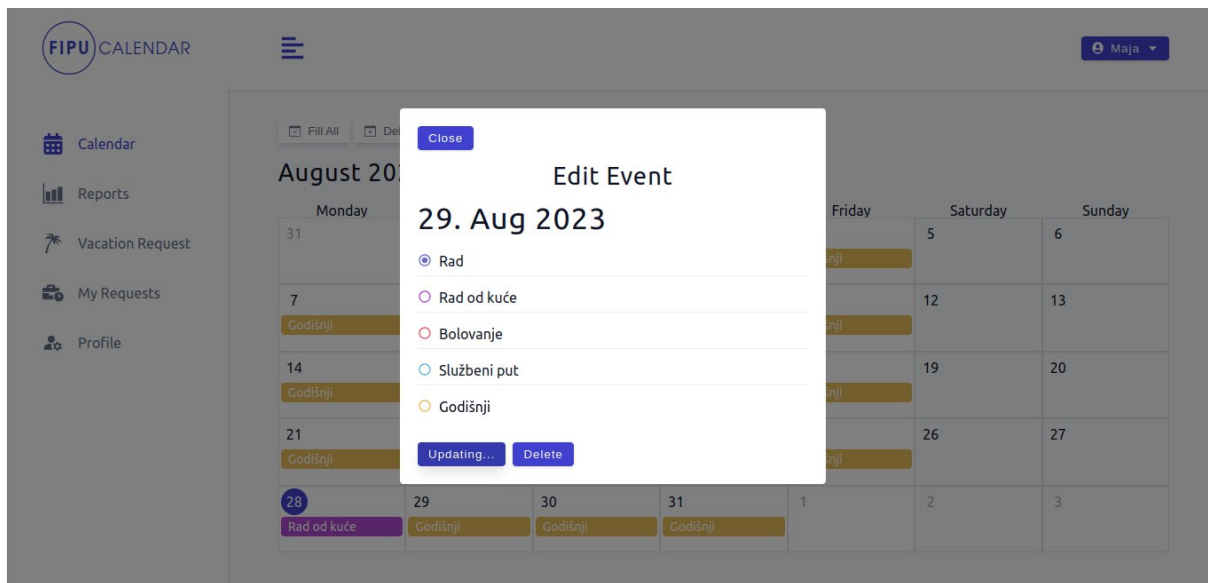 FIPU CALENDAR
Maja
Calendar
Reports
Vacation Request
My Requests
Profile
Fill All
August
Monday
Friday
Saturday
Sunday
31
5
6
7
12
13
Godišnji
14
19
20
Godišnji
21
26
27
Godišnji
28
29
30
31
1
2
3
Rad od kuće
Godišnji
Godišnji
Godišnji
Close
Edit Event
29. Aug 2023
Rad
Rad od kuće
Bolovanje
Službeni put
Godišnji
Updating...
Delete